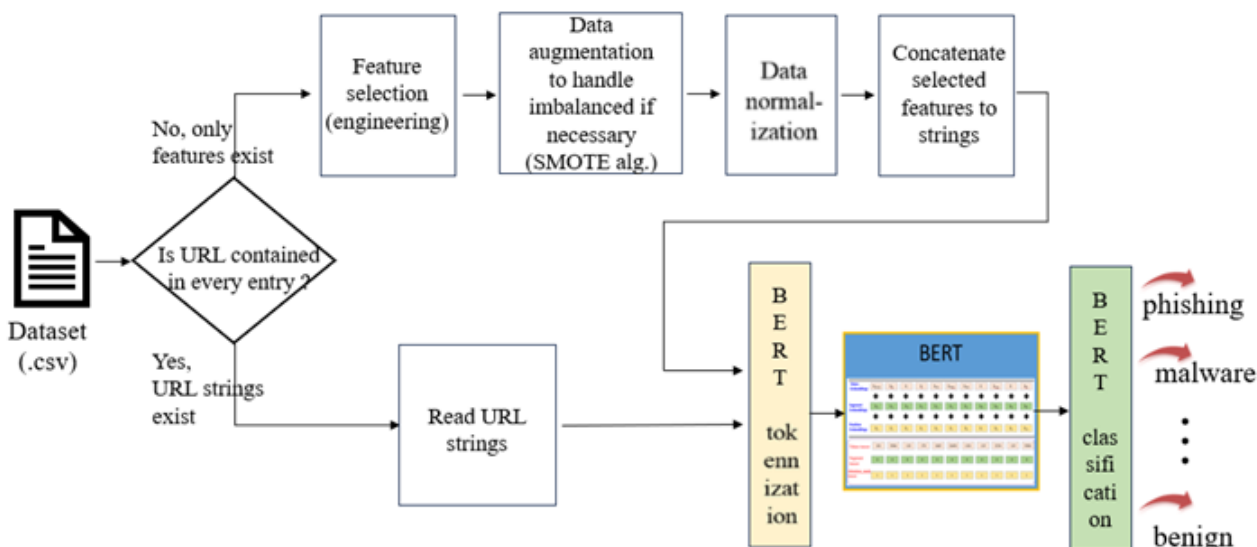 Dataset
(.csv)
Is URL contained
in every entry ?
No, only
features exist
Feature
selection
(engineering)
Data
augmentation
to handle
imbalanced if
necessary
(SMOTE alg.)
Data
normal-
ization
Concatenate
selected
features to
strings
Yes,
URL strings
exist
Read URL
strings
B
E
R
T
tok
enn
izat
ion
BERT
B
E
R
T
clas
sifi
cati
on
phishing
malware
benign